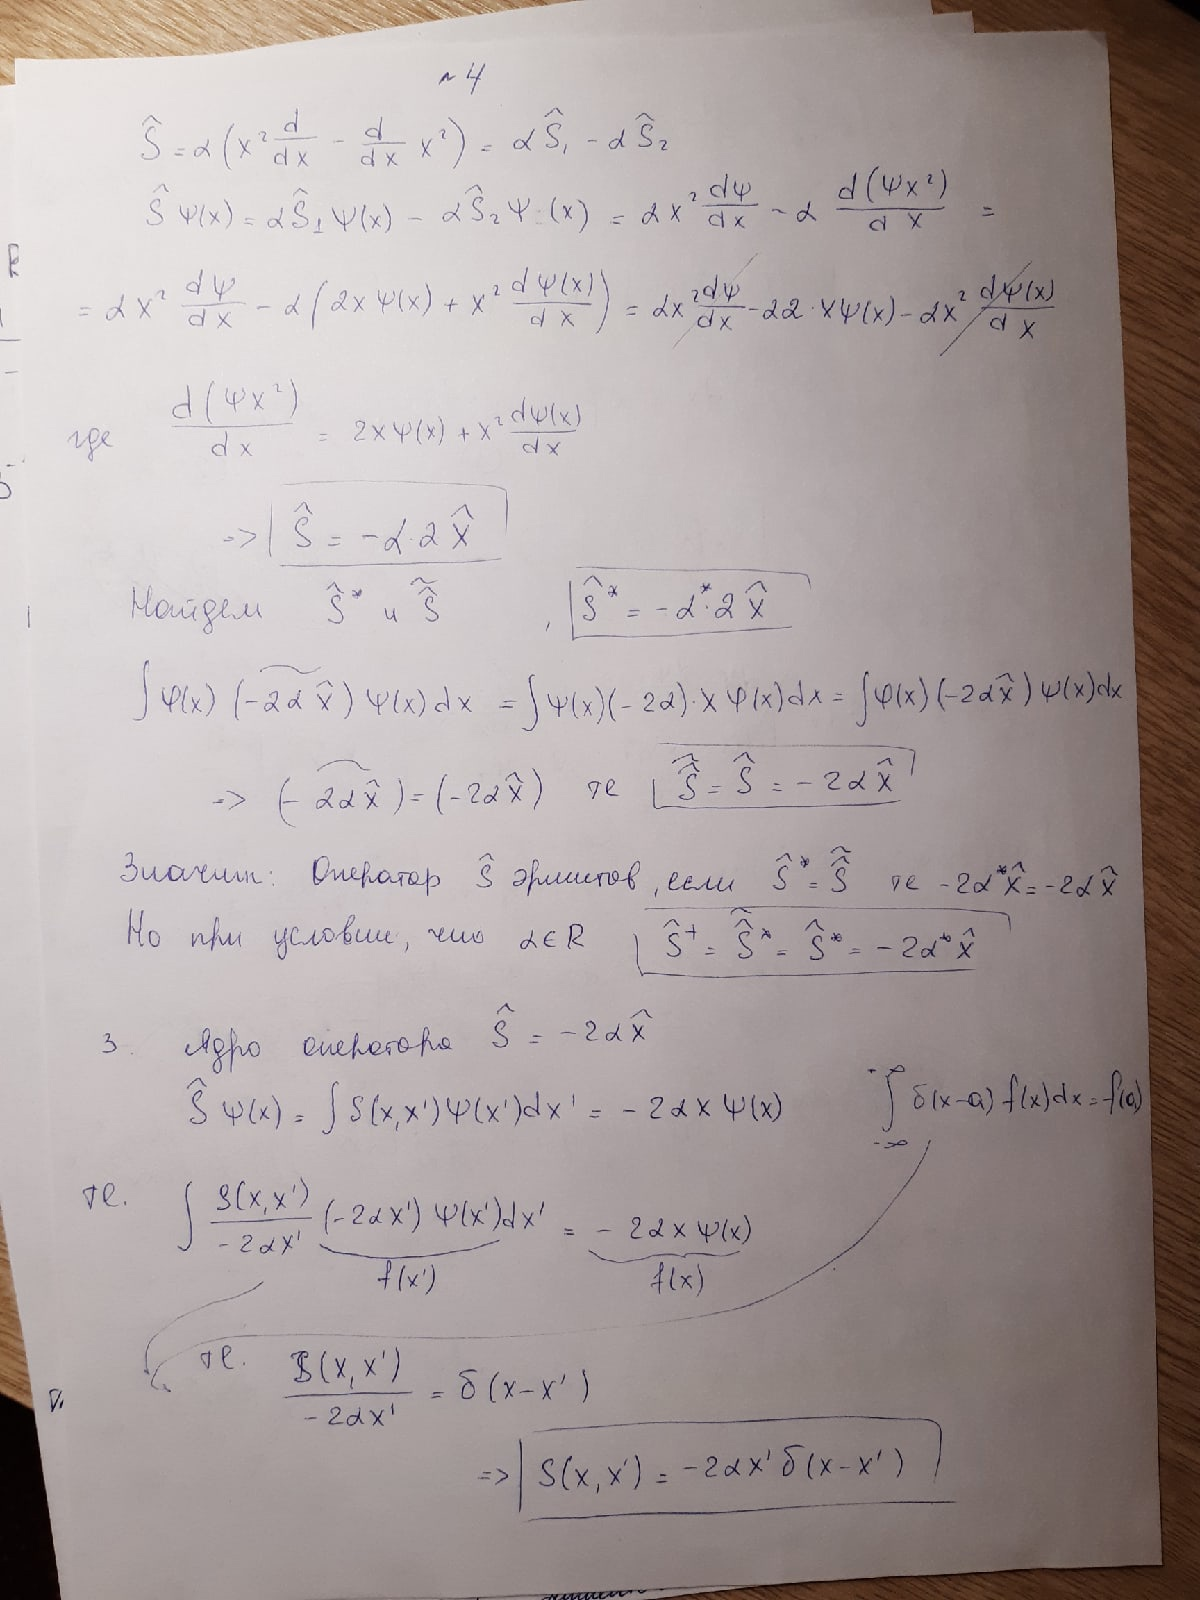 №4
Ŝ = α(x² d/dx - d/dx x²) = αŜ₁ - αŜ₂
Ŝ ψ(x) = αŜ₁ψ(x) - αŜ₂ψ(x) = αx² dψ/dx - α d(ψx²)/dx =
= αx² dψ/dx - α(2xψ(x) + x² dψ(x)/dx) = αx² dψ/dx - 2α·xψ(x) - αx² dψ(x)/dx
где d(ψx²)/dx = 2xψ(x) + x² dψ(x)/dx
=> Ŝ = -α·2x̂
Найдем Ŝ* и Ŝ̃ , Ŝ* = -α*·2x̂
∫φ(x) (-2αx̂)~ ψ(x)dx = ∫ψ(x)(-2α)·xφ(x)dx = ∫φ(x)(-2αx̂)ψ(x)dx
=> (-2αx̂)~ = (-2αx̂) те Ŝ̃ = Ŝ = -2αx̂
Значит: Оператор Ŝ эрмитов, если Ŝ* = Ŝ̃ те -2α*x̂ = -2αx̂
Но при условии, что α∈R Ŝ⁺ = Ŝ̃* = Ŝ* = -2α*x̂
3. Ядро оператора Ŝ = -2αx̂
Ŝψ(x) = ∫S(x,x')ψ(x')dx' = -2αxψ(x) ∫_{-∞}^{+∞} δ(x-a)f(x)dx = f(a)
те. ∫ S(x,x')/(-2αx') (-2αx')ψ(x')dx' = -2αxψ(x)
f(x') f(x)
те. S(x,x')/(-2αx') = δ(x-x')
=> S(x,x') = -2αx'δ(x-x')